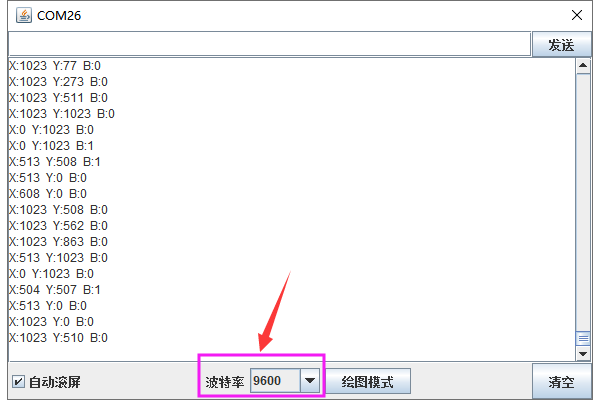 COM26
发送
X:1023 Y:77 B:0
X:1023 Y:273 B:0
X:1023 Y:511 B:0
X:1023 Y:1023 B:0
X:0 Y:1023 B:0
X:0 Y:1023 B:1
X:513 Y:508 B:1
X:513 Y:0 B:0
X:608 Y:0 B:0
X:1023 Y:508 B:0
X:1023 Y:562 B:0
X:1023 Y:863 B:0
X:513 Y:1023 B:0
X:0 Y:1023 B:0
X:504 Y:507 B:1
X:513 Y:0 B:0
X:1023 Y:0 B:0
X:1023 Y:510 B:0
自动滚屏 波特率 9600 绘图模式 清空